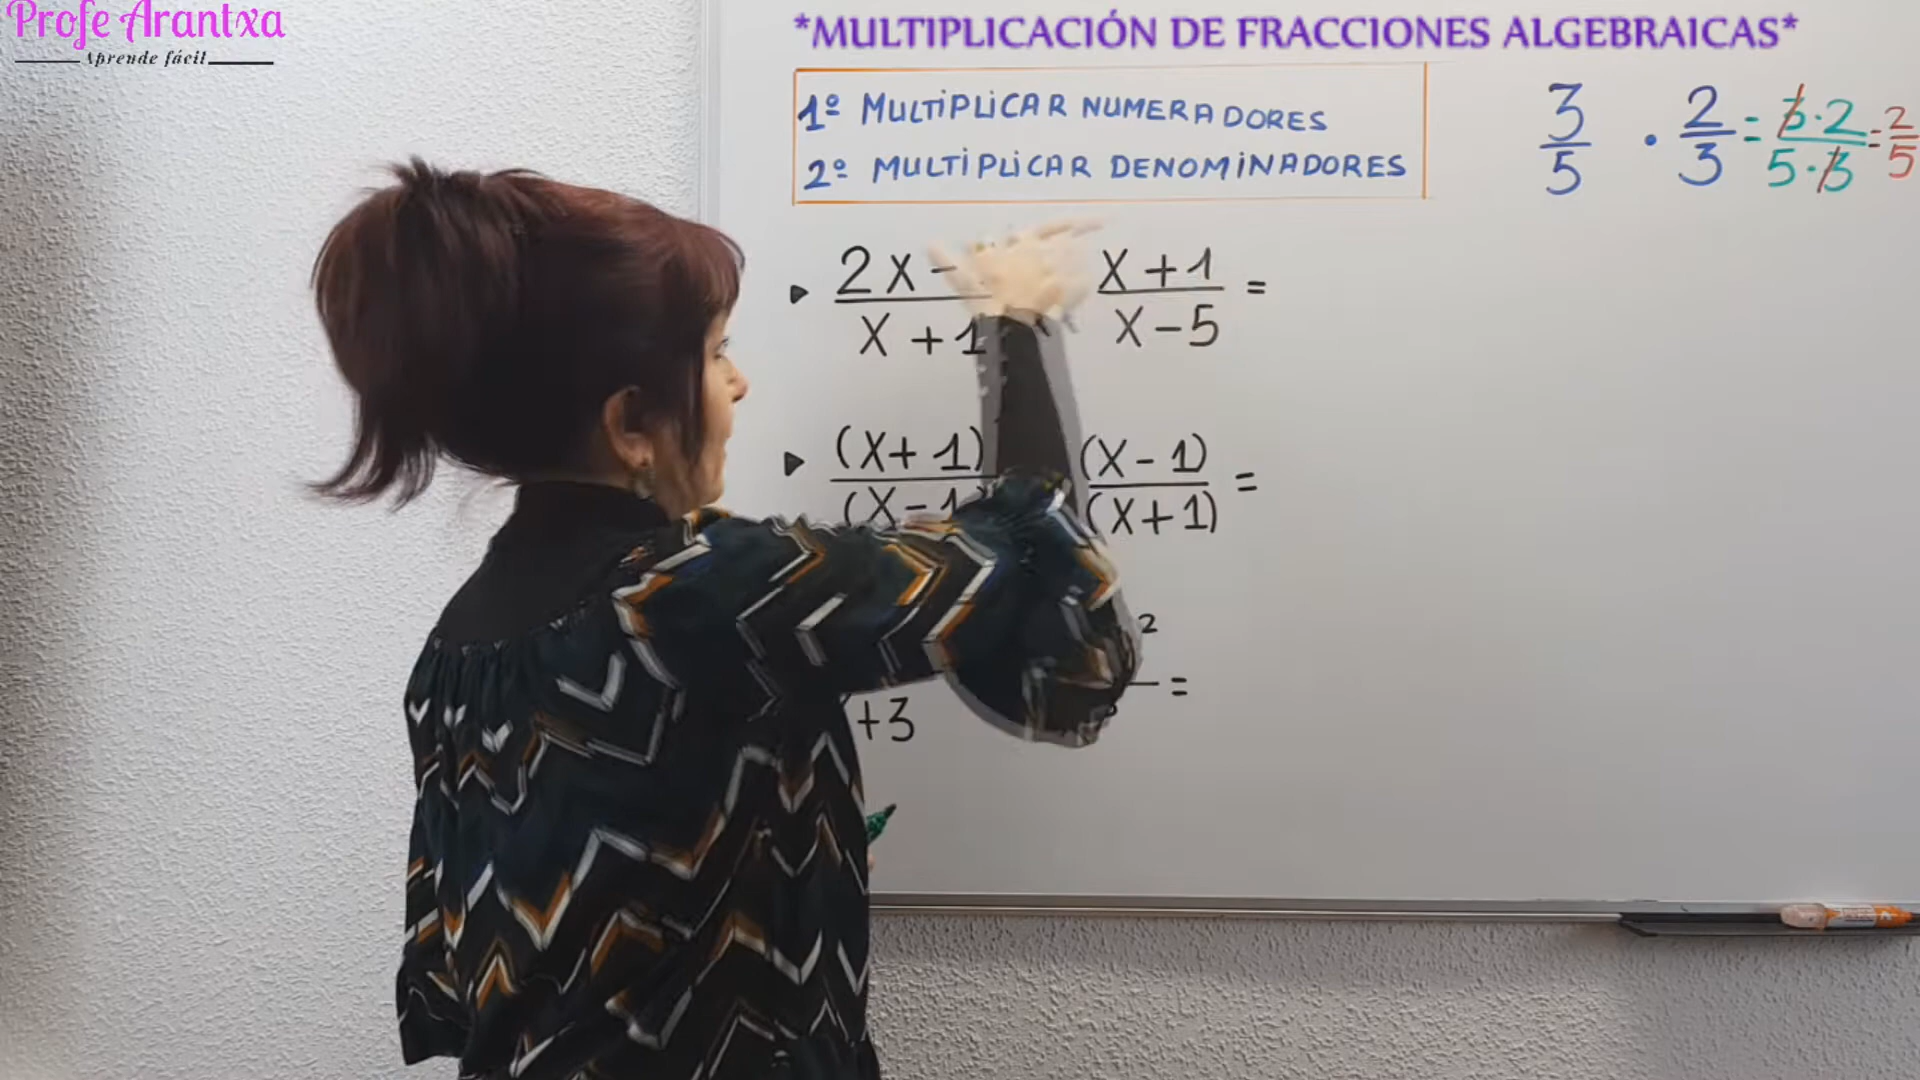 Profe Arantxa
Aprende fácil
*MULTIPLICACIÓN DE FRACCIONES ALGEBRAICAS*
1º MULTIPLICAR NUMERADORES
2º MULTIPLICAR DENOMINADORES
3/5 · 2/3 = 3·2/5·3 = 2/5
2x - x+1 =
x+1 x-5
(x+1) (x-1) =
(x-1 (x+1)
2
=
+3